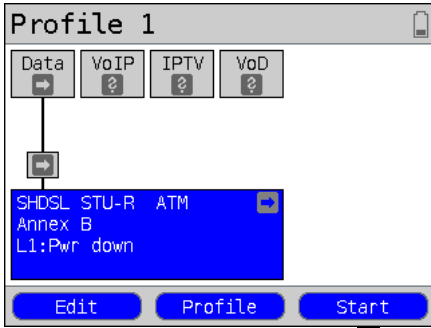 Profile 1
Data VoIP IPTV VoD
? ? ?
SHDSL STU-R ATM
Annex B
L1:Pwr down
Edit Profile Start